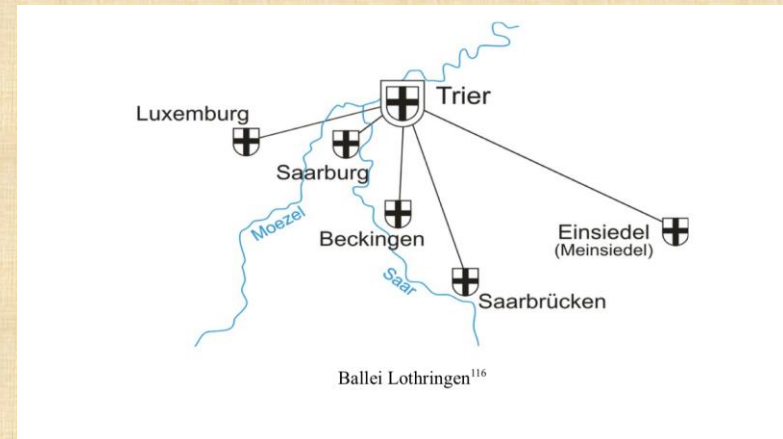 Trier
Luxemburg
Saarburg
Moezel
Beckingen
Einsiedel
(Meinsiedel)
Saar
Saarbrücken
Ballei Lothringen116